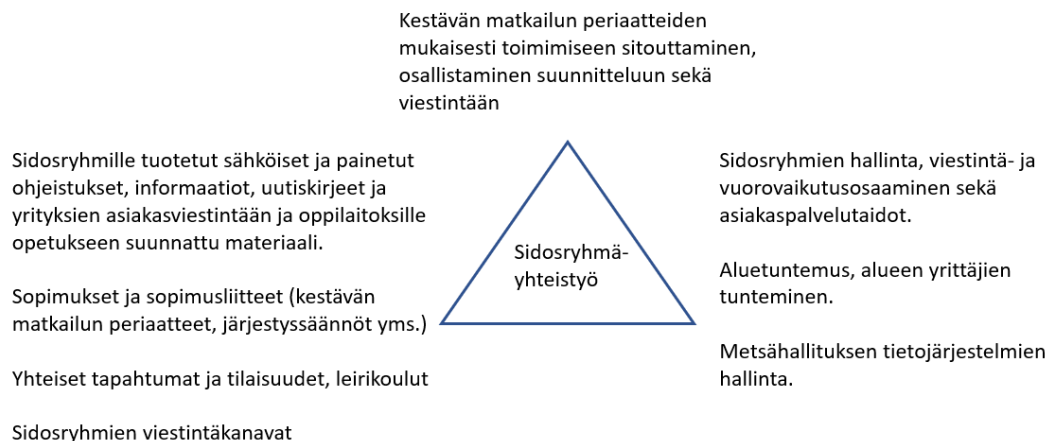 Kestävän matkailun periaatteiden
mukaisesti toimimiseen sitouttaminen,
osallistaminen suunnitteluun sekä
viestintään
Sidosryhmille tuotetut sähköiset ja painetut
ohjeistukset, informaatiot, uutiskirjeet ja
yrityksien asiakasviestintään ja oppilaitoksille
opetukseen suunnattu materiaali.
Sopimukset ja sopimusliitteet (kestävän
matkailun periaatteet, järjestyssäännöt yms.)
Yhteiset tapahtumat ja tilaisuudet, leirikoulut
Sidosryhmien viestintäkanavat
Sidosryhmä-
yhteistyö
Sidosryhmien hallinta, viestintä- ja
vuorovaikutusosaaminen sekä
asiakaspalvelutaidot.
Aluetuntemus, alueen yrittäjien
tunteminen.
Metsähallituksen tietojärjestelmien
hallinta.